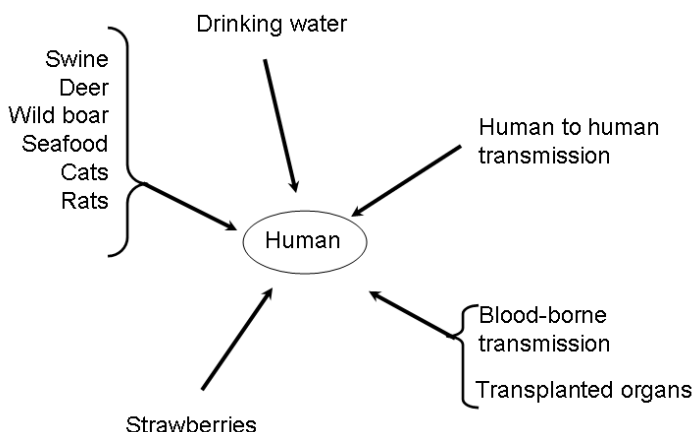 Drinking water
Swine
Deer
Wild boar
Seafood
Cats
Rats
Human to human
transmission
Human
Blood-borne
transmission
Transplanted organs
Strawberries